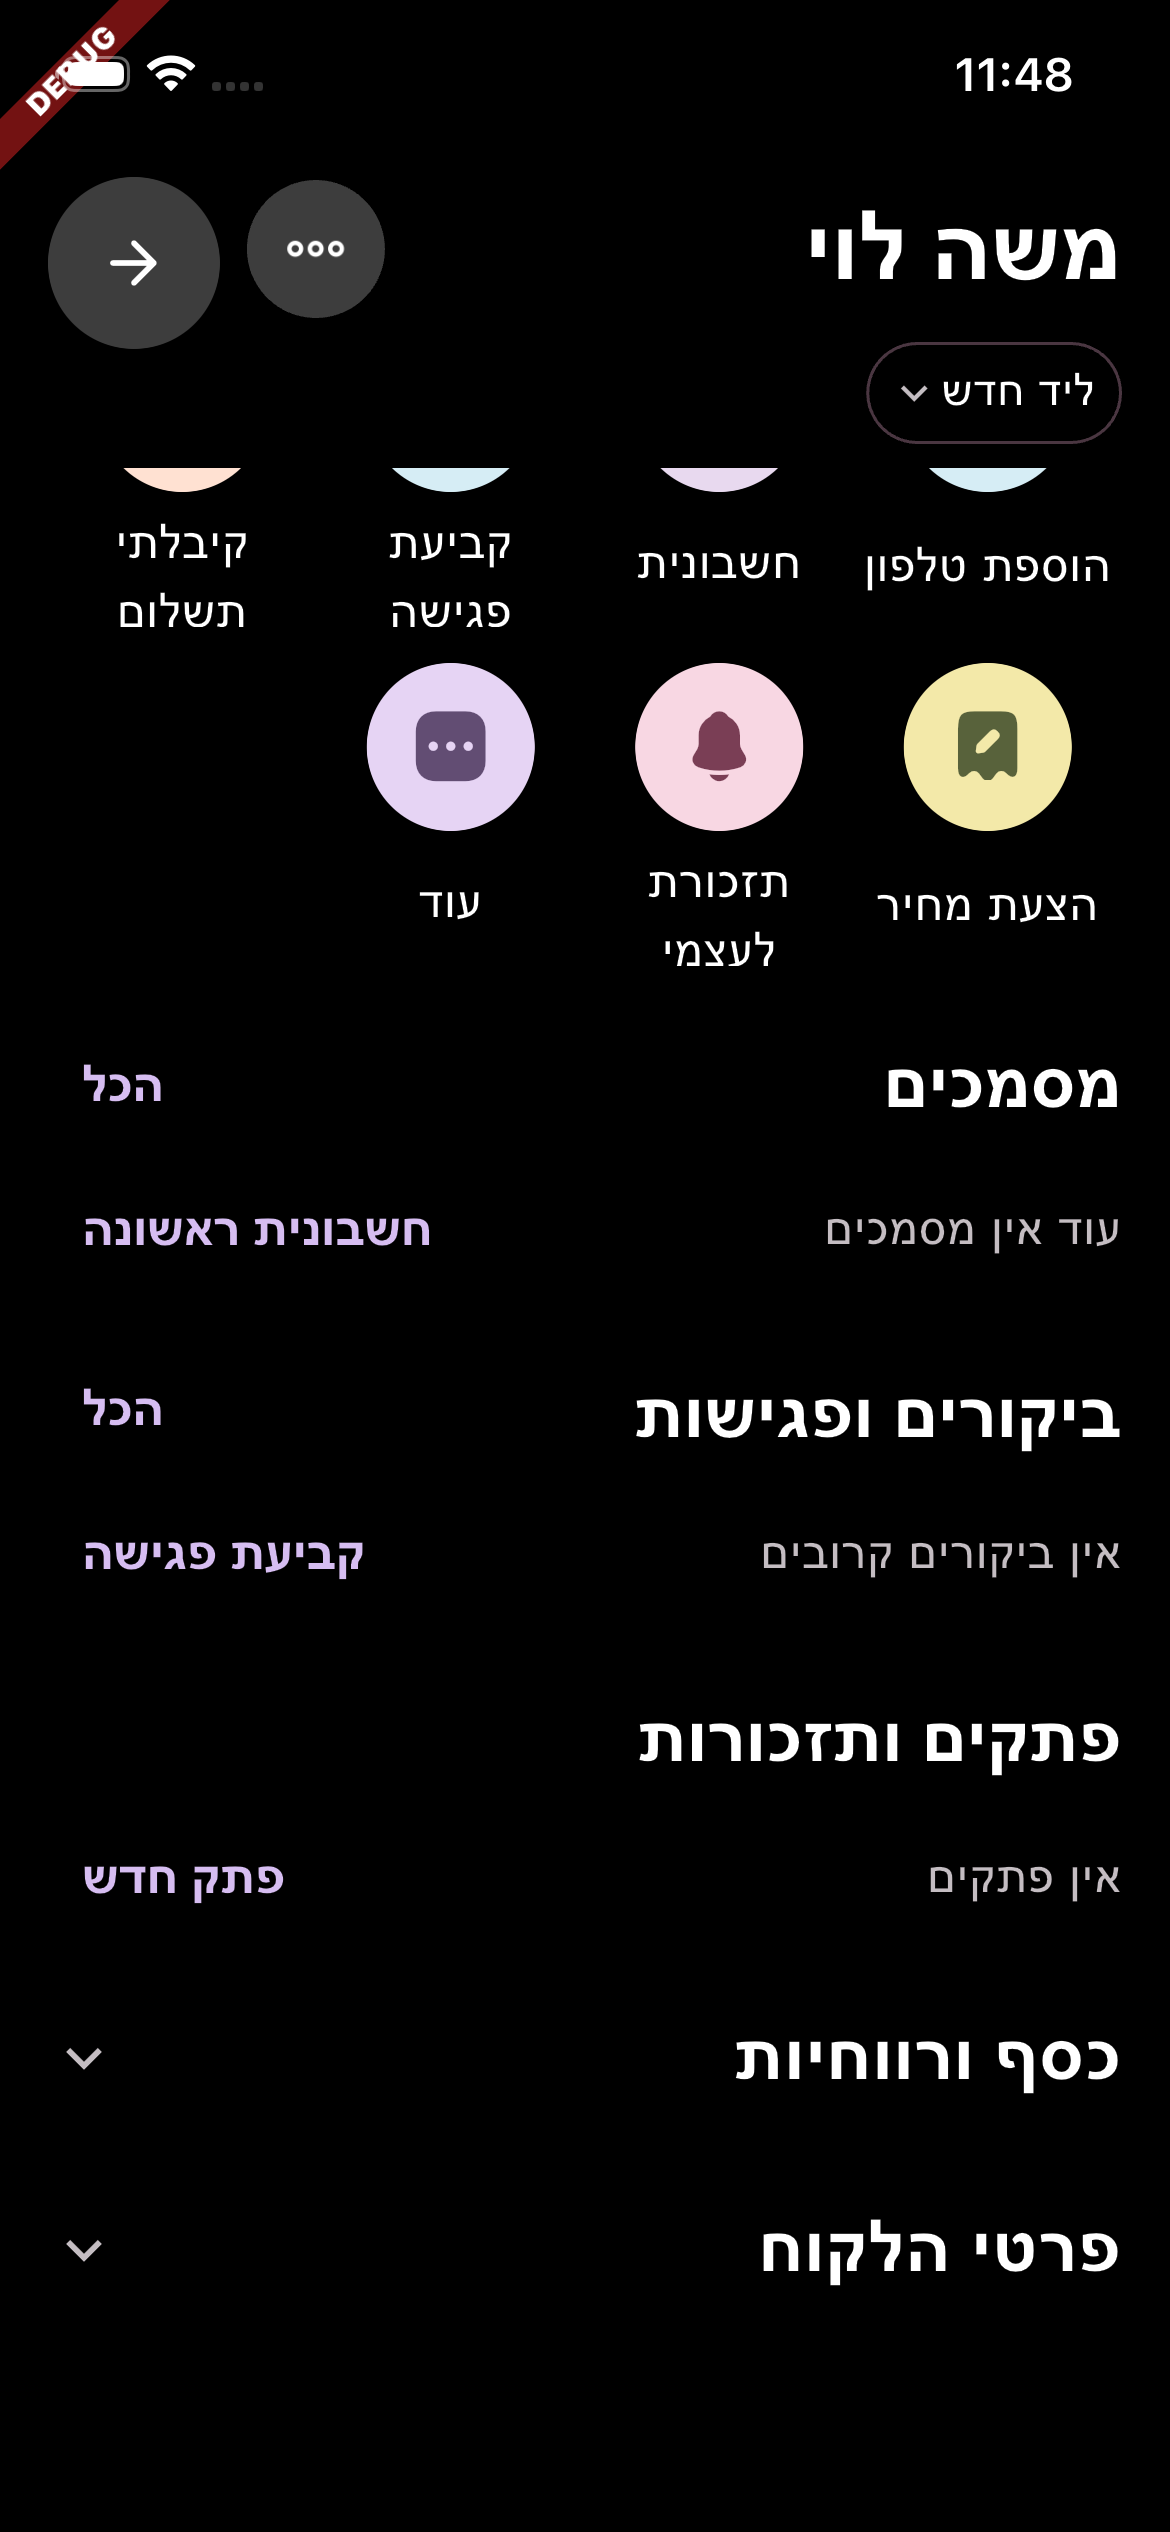 DEBUG
11:48
משה לוי
ליד חדש
הוספת טלפון
חשבונית
קביעת
פגישה
קיבלתי
תשלום
הצעת מחיר
תזכורת
לעצמי
עוד
מסמכים
הכל
עוד אין מסמכים
חשבונית ראשונה
ביקורים ופגישות
הכל
אין ביקורים קרובים
קביעת פגישה
פתקים ותזכורות
אין פתקים
פתק חדש
כסף ורווחיות
פרטי הלקוח